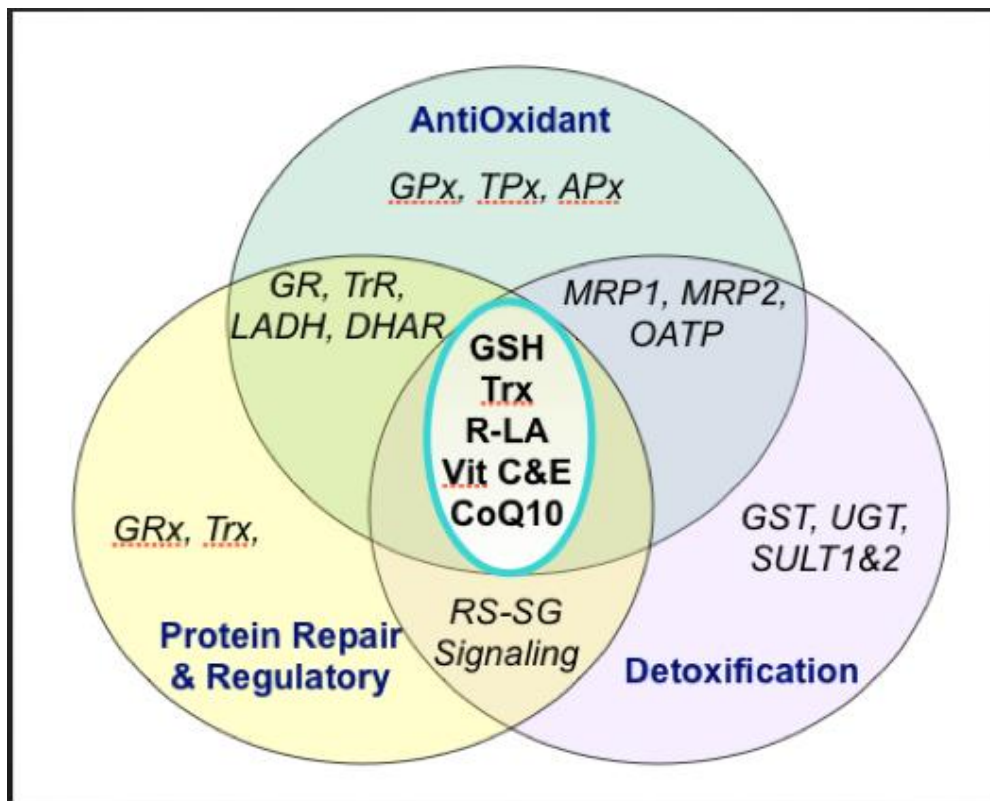 AntiOxidant
GPx, TPx, APx
GR, TrR,
LADH, DHAR
MRP1, MRP2,
OATP
GSH
Trx
R-LA
Vit C&E
CoQ10
GRx, Trx,
GST, UGT,
SULT1&2
RS-SG
Signaling
Protein Repair
& Regulatory
Detoxification